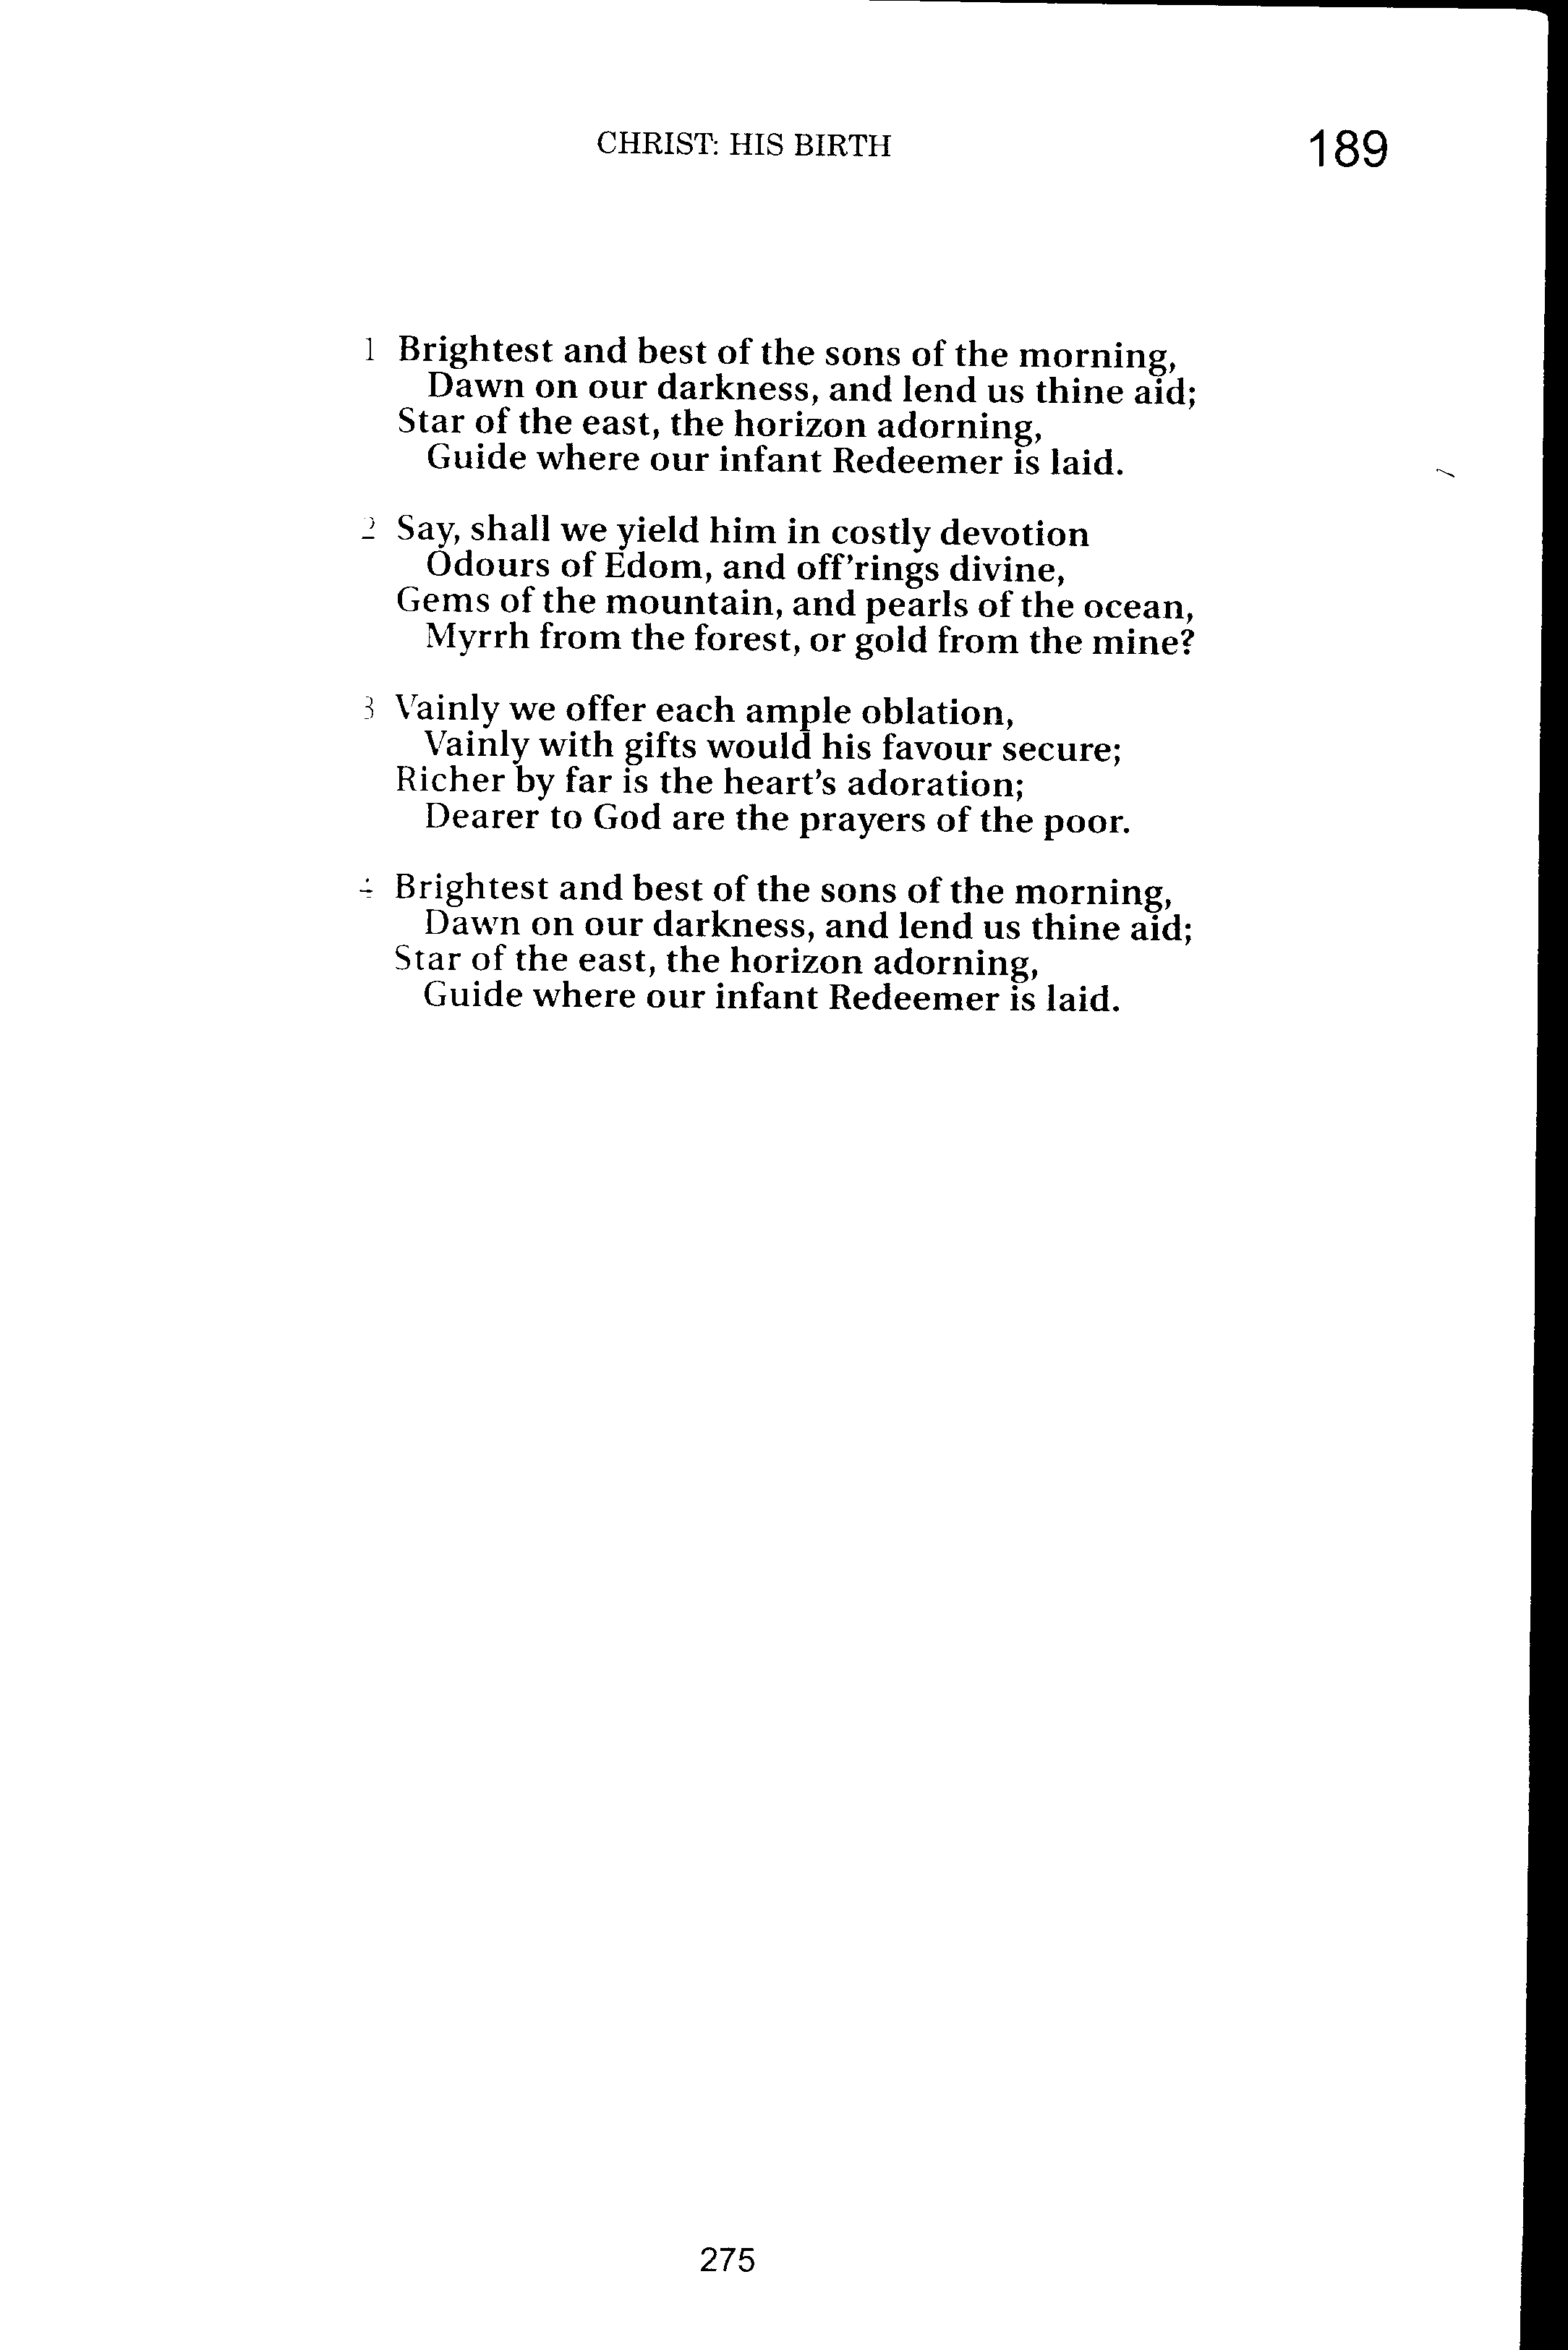 CHRIST: HIS BIRTH 189
1 Brightest and best of the sons of the morning,
Dawn on our darkness, and lend us thine aid;
Star of the east, the horizon adorning,
Guide where our infant Redeemer is laid.
2 Say, shall we yield him in costly devotion
Odours of Edom, and off'rings divine,
Gems of the mountain, and pearls of the ocean,
Myrrh from the forest, or gold from the mine?
3 Vainly we offer each ample oblation,
Vainly with gifts would his favour secure;
Richer by far is the heart's adoration;
Dearer to God are the prayers of the poor.
4 Brightest and best of the sons of the morning,
Dawn on our darkness, and lend us thine aid;
Star of the east, the horizon adorning,
Guide where our infant Redeemer is laid.
275